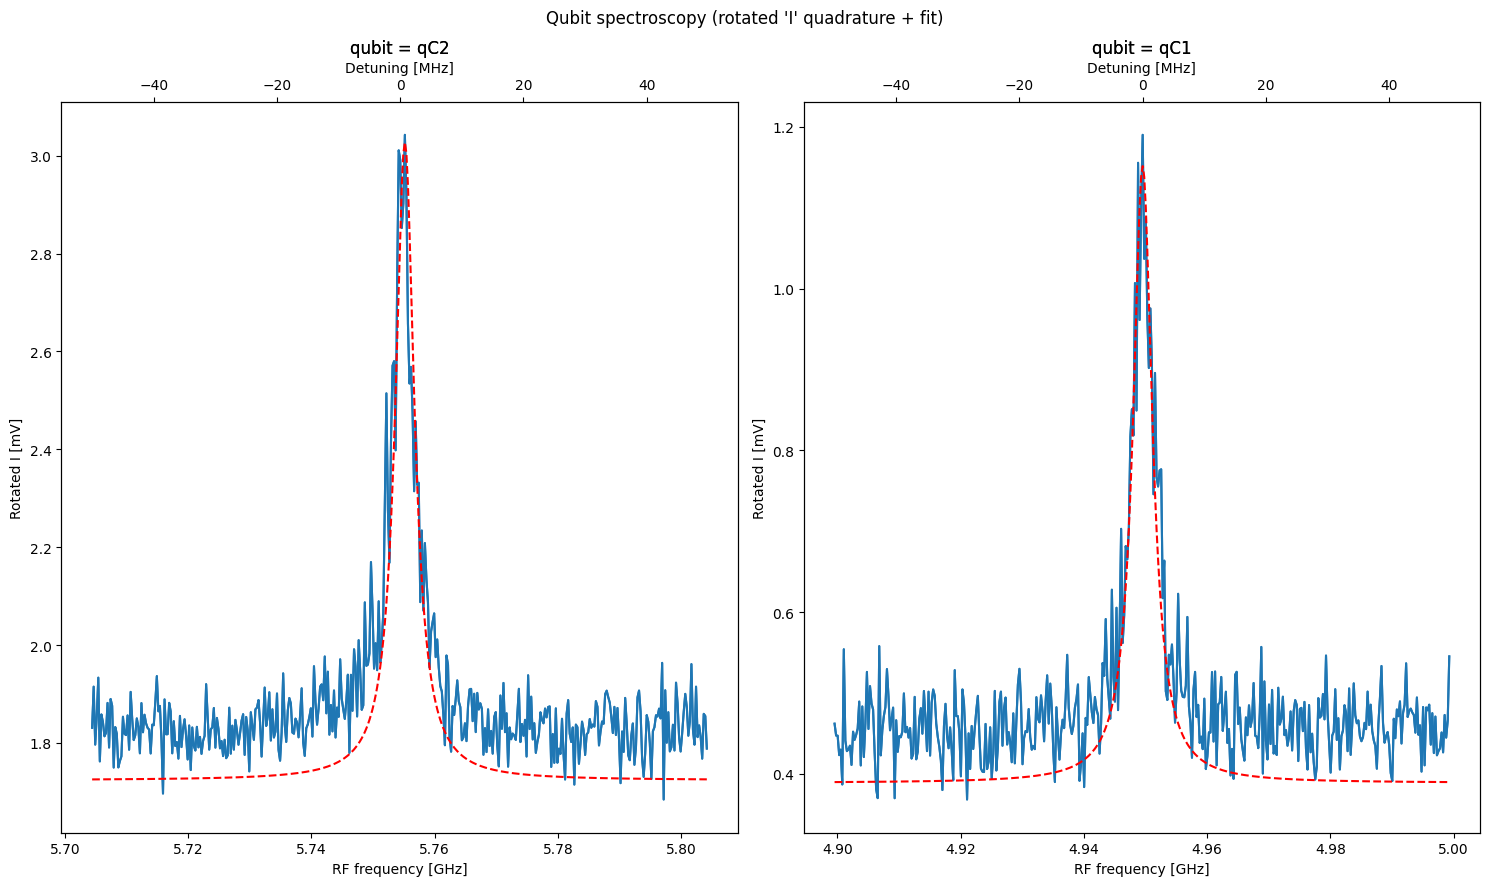 Qubit spectroscopy (rotated 'I' quadrature + fit)
qubit = qC2
Detuning [MHz]
−40 −20 0 20 40
3.0
2.8
2.6
2.4
2.2
2.0
1.8
Rotated I [mV]
5.70 5.72 5.74 5.76 5.78 5.80
RF frequency [GHz]
qubit = qC1
Detuning [MHz]
−40 −20 0 20 40
1.2
1.0
0.8
0.6
0.4
Rotated I [mV]
4.90 4.92 4.94 4.96 4.98 5.00
RF frequency [GHz]